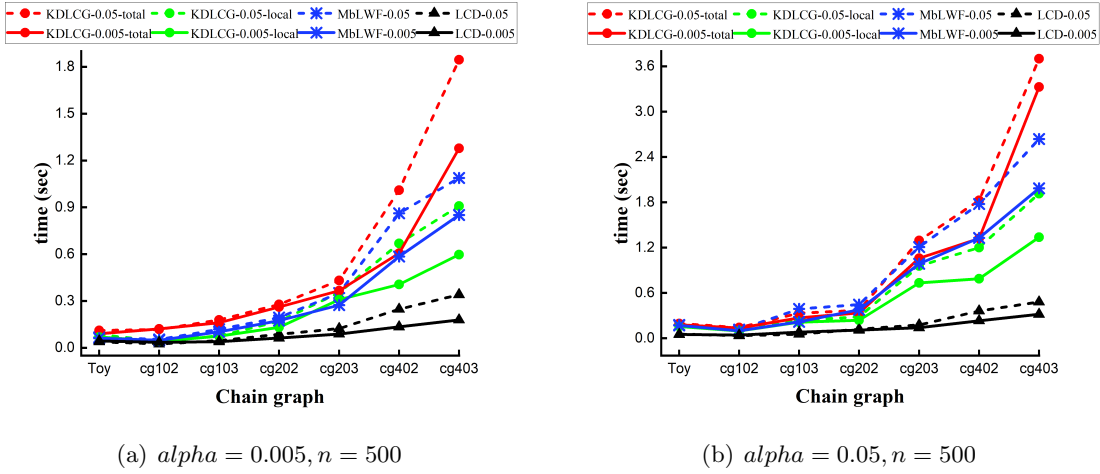 KDLCG-0.05-total KDLCG-0.05-local MbLWF-0.05 LCD-0.05
KDLCG-0.005-total KDLCG-0.005-local MbLWF-0.005 LCD-0.005
1.8
1.5
1.2
0.9
0.6
0.3
0.0
time (sec)
Toy cg102 cg103 cg202 cg203 cg402 cg403
Chain graph
(a) alpha = 0.005, n = 500
KDLCG-0.05-total KDLCG-0.05-local MbLWF-0.05 LCD-0.05
KDLCG-0.005-total KDLCG-0.005-local MbLWF-0.005 LCD-0.005
3.6
3.0
2.4
1.8
1.2
0.6
0.0
time (sec)
Toy cg102 cg103 cg202 cg203 cg402 cg403
Chain graph
(b) alpha = 0.05, n = 500